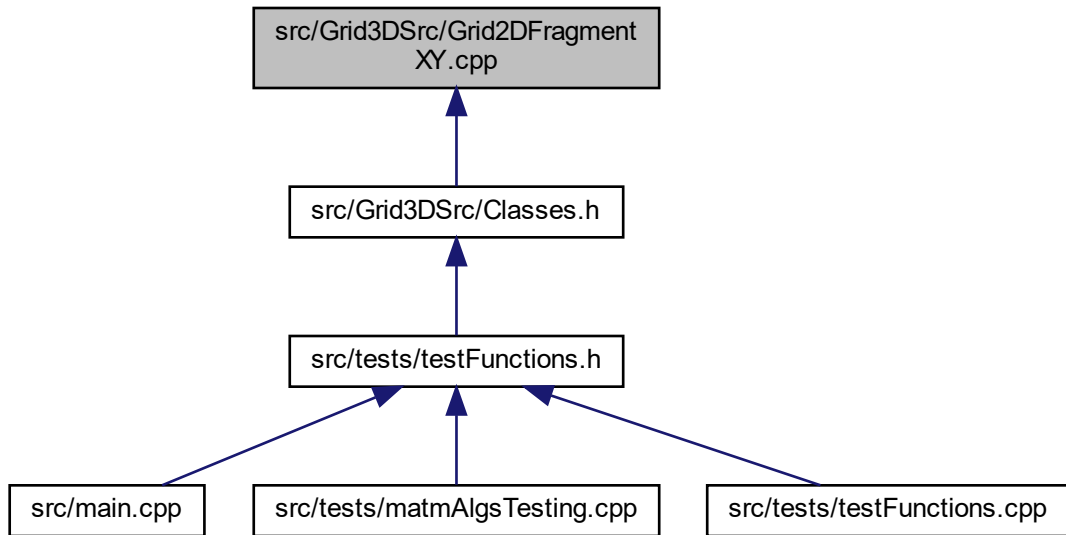 src/Grid3DSrc/Grid2DFragment
XY.cpp
src/Grid3DSrc/Classes.h
src/tests/testFunctions.h
src/main.cpp
src/tests/matmAlgsTesting.cpp
src/tests/testFunctions.cpp